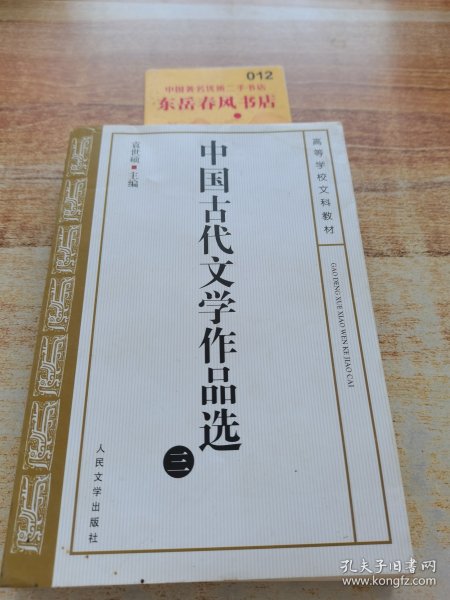 012
中国著名优质二手书店
东岳春风书店
高等学校文科教材
GAO DENG XUE XIAO WEN KE JIAO CAI
袁世硕·主编
中国古代文学作品选
三
人民文学出版社
孔夫子旧书网
www.kongfz.com